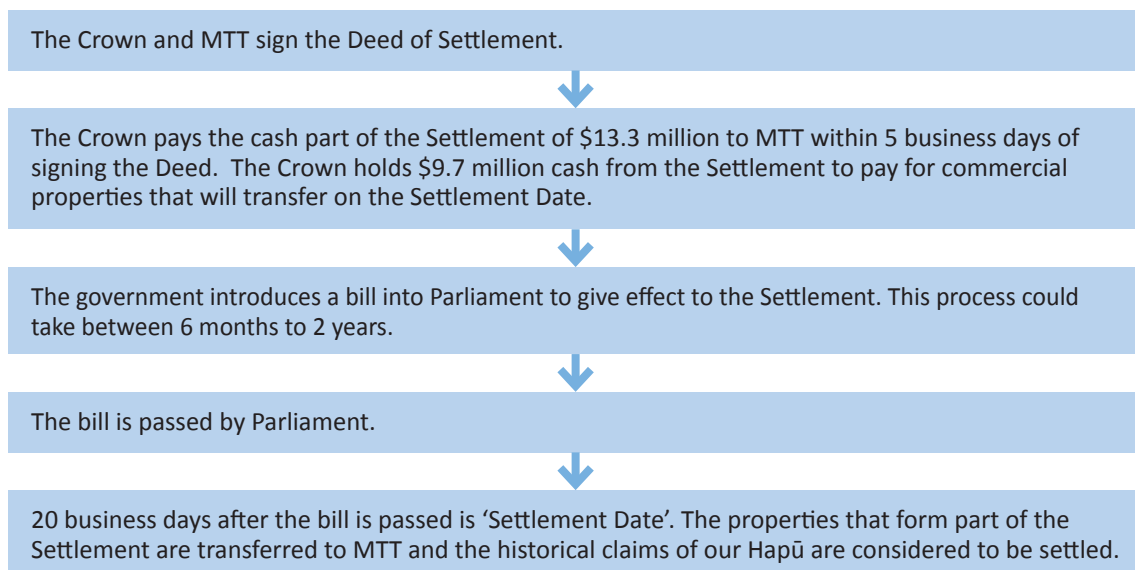 The Crown and MTT sign the Deed of Settlement.
The Crown pays the cash part of the Settlement of $13.3 million to MTT within 5 business days of
signing the Deed.  The Crown holds $9.7 million cash from the Settlement to pay for commercial
properties that will transfer on the Settlement Date.
The government introduces a bill into Parliament to give effect to the Settlement. This process could
take between 6 months to 2 years.
The bill is passed by Parliament.
20 business days after the bill is passed is ‘Settlement Date’. The properties that form part of the
Settlement are transferred to MTT and the historical claims of our Hapū are considered to be settled.